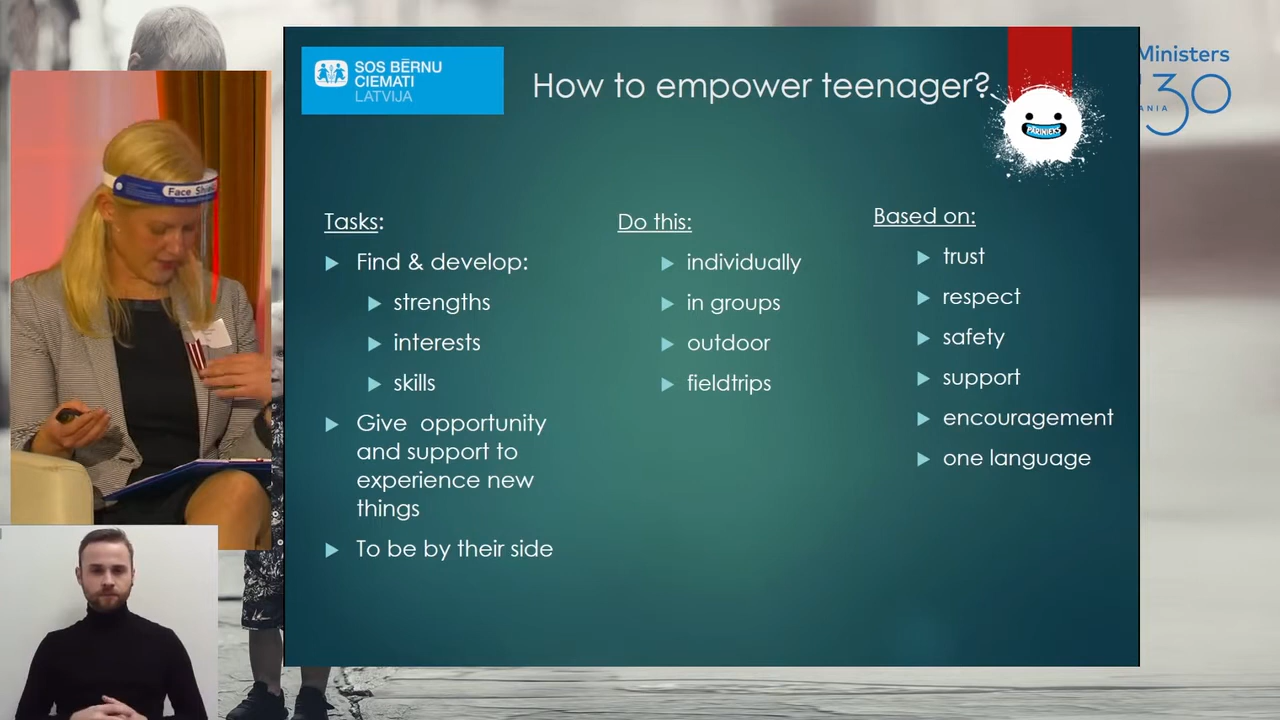 SOS BĒRNU
CIEMATI
LATVIJA
How to empower teenager?
PĀRINIEKS
Ministers
30
ANIA
Face Shield
Tasks:
Find & develop:
strengths
interests
skills
Give opportunity
and support to
experience new
things
To be by their side
Do this:
individually
in groups
outdoor
fieldtrips
Based on:
trust
respect
safety
support
encouragement
one language